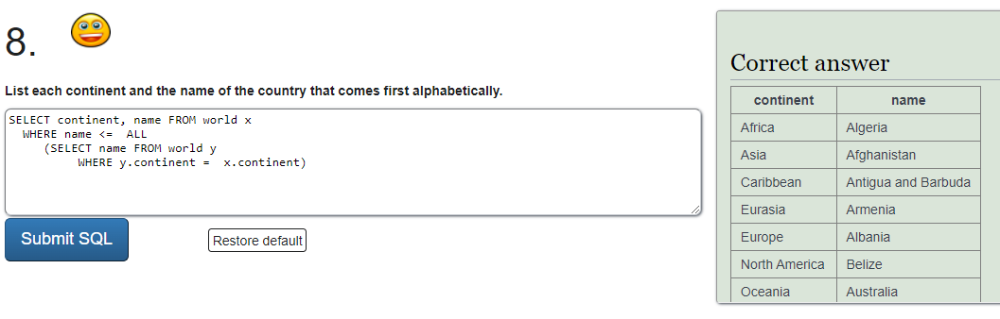 8.
List each continent and the name of the country that comes first alphabetically.
SELECT continent, name FROM world x
WHERE name <= ALL
(SELECT name FROM world y
WHERE y.continent = x.continent)
Submit SQL
Restore default
Correct answer
continent name
Africa Algeria
Asia Afghanistan
Caribbean Antigua and Barbuda
Eurasia Armenia
Europe Albania
North America Belize
Oceania Australia